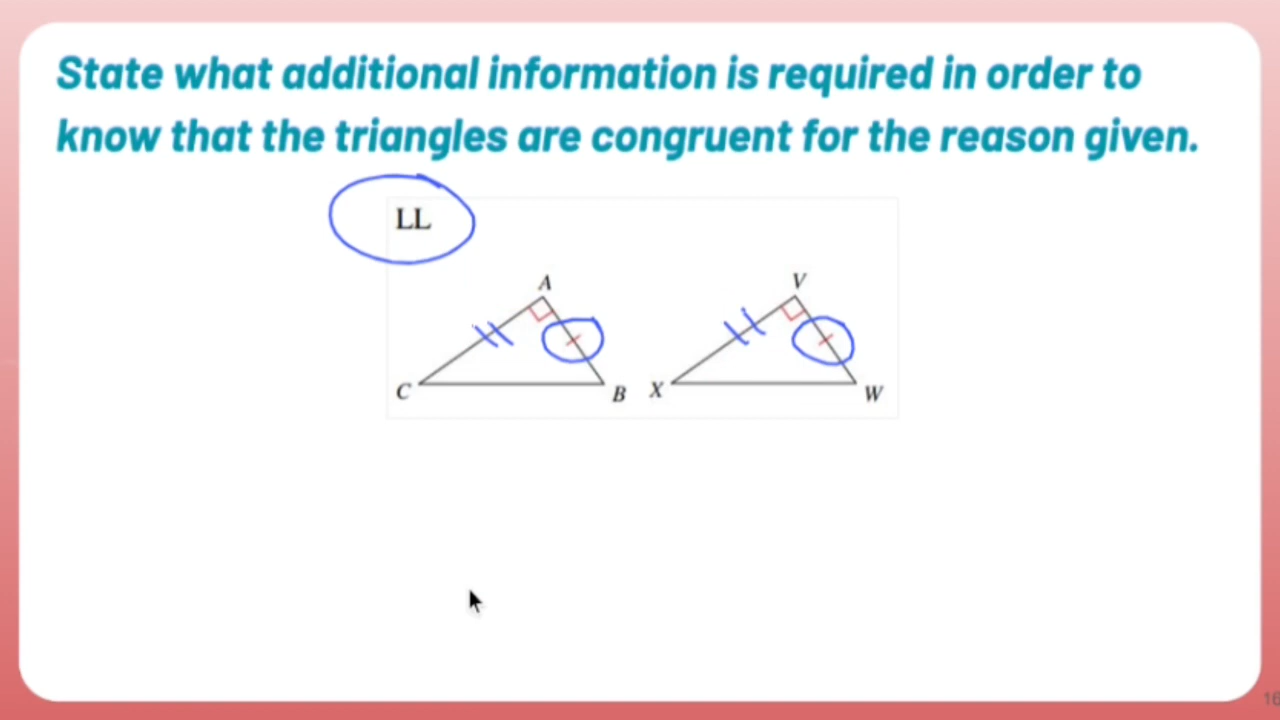 State what additional information is required in order to
know that the triangles are congruent for the reason given.
LL
A V
C B X W
16